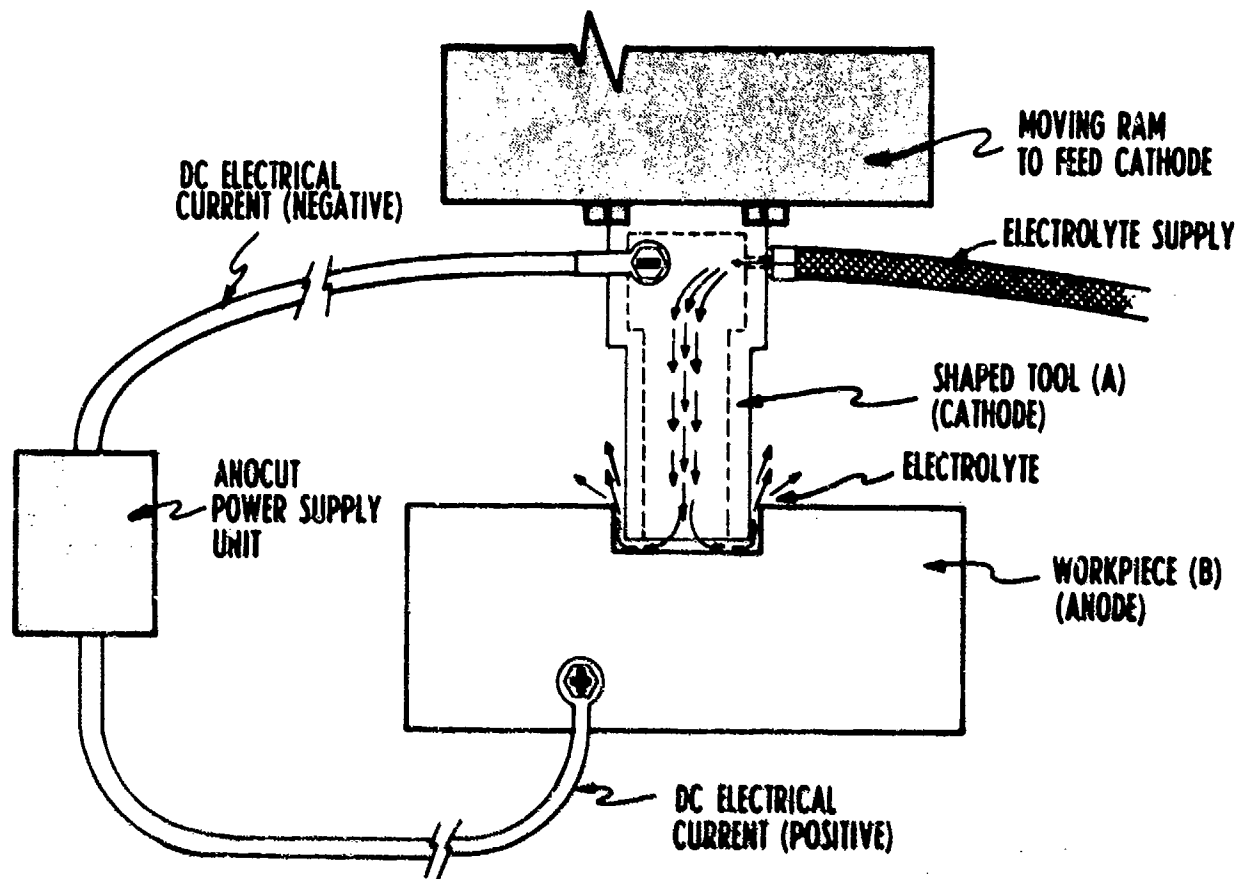 MOVING RAM
TO FEED CATHODE
DC ELECTRICAL
CURRENT (NEGATIVE)
ELECTROLYTE SUPPLY
SHAPED TOOL (A)
(CATHODE)
ELECTROLYTE
ANOCUT
POWER SUPPLY
UNIT
WORKPIECE (B)
(ANODE)
DC ELECTRICAL
CURRENT (POSITIVE)